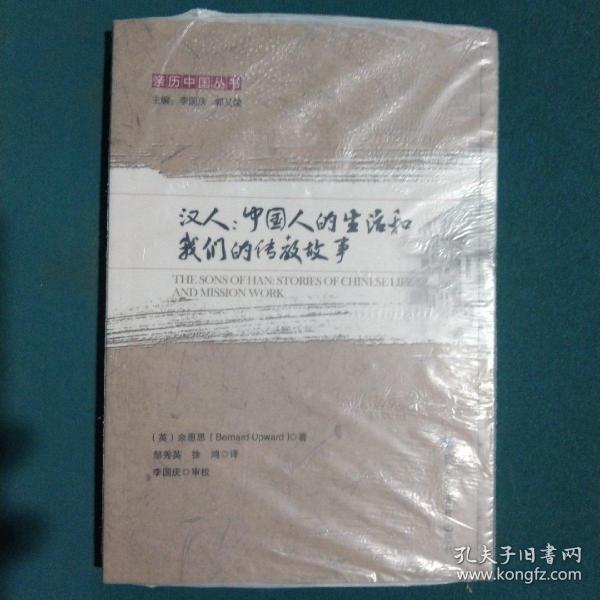 亲历中国丛书
主编：李国庆 郭又陵
汉人：中国人的生活和
我们的传教故事
THE SONS OF HAN: STORIES OF CHINESE LIFE
AND MISSION WORK
（英）余恩思（Bernard Upward）◎著
邹秀英 徐 鸿◎译
李国庆◎审校
孔夫子旧书网
www.kongfz.com